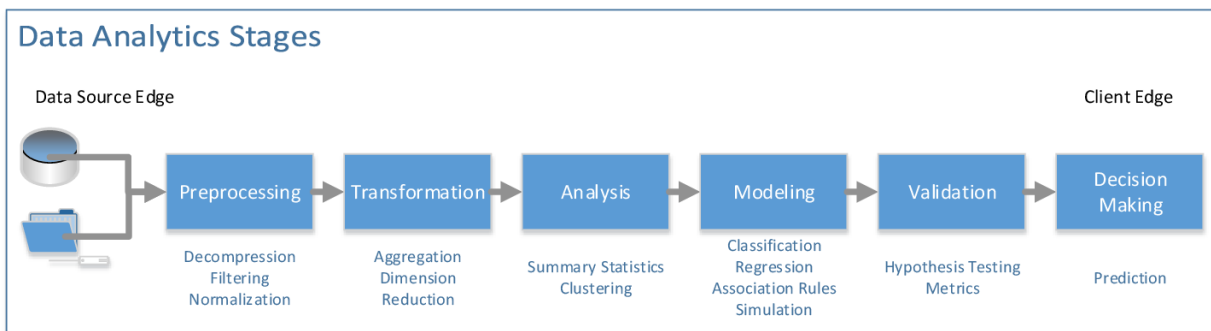 Data Analytics Stages
Data Source Edge
Client Edge
Preprocessing
Transformation
Analysis
Modeling
Validation
Decision
Making
Decompression
Filtering
Normalization
Aggregation
Dimension
Reduction
Summary Statistics
Clustering
Classification
Regression
Association Rules
Simulation
Hypothesis Testing
Metrics
Prediction